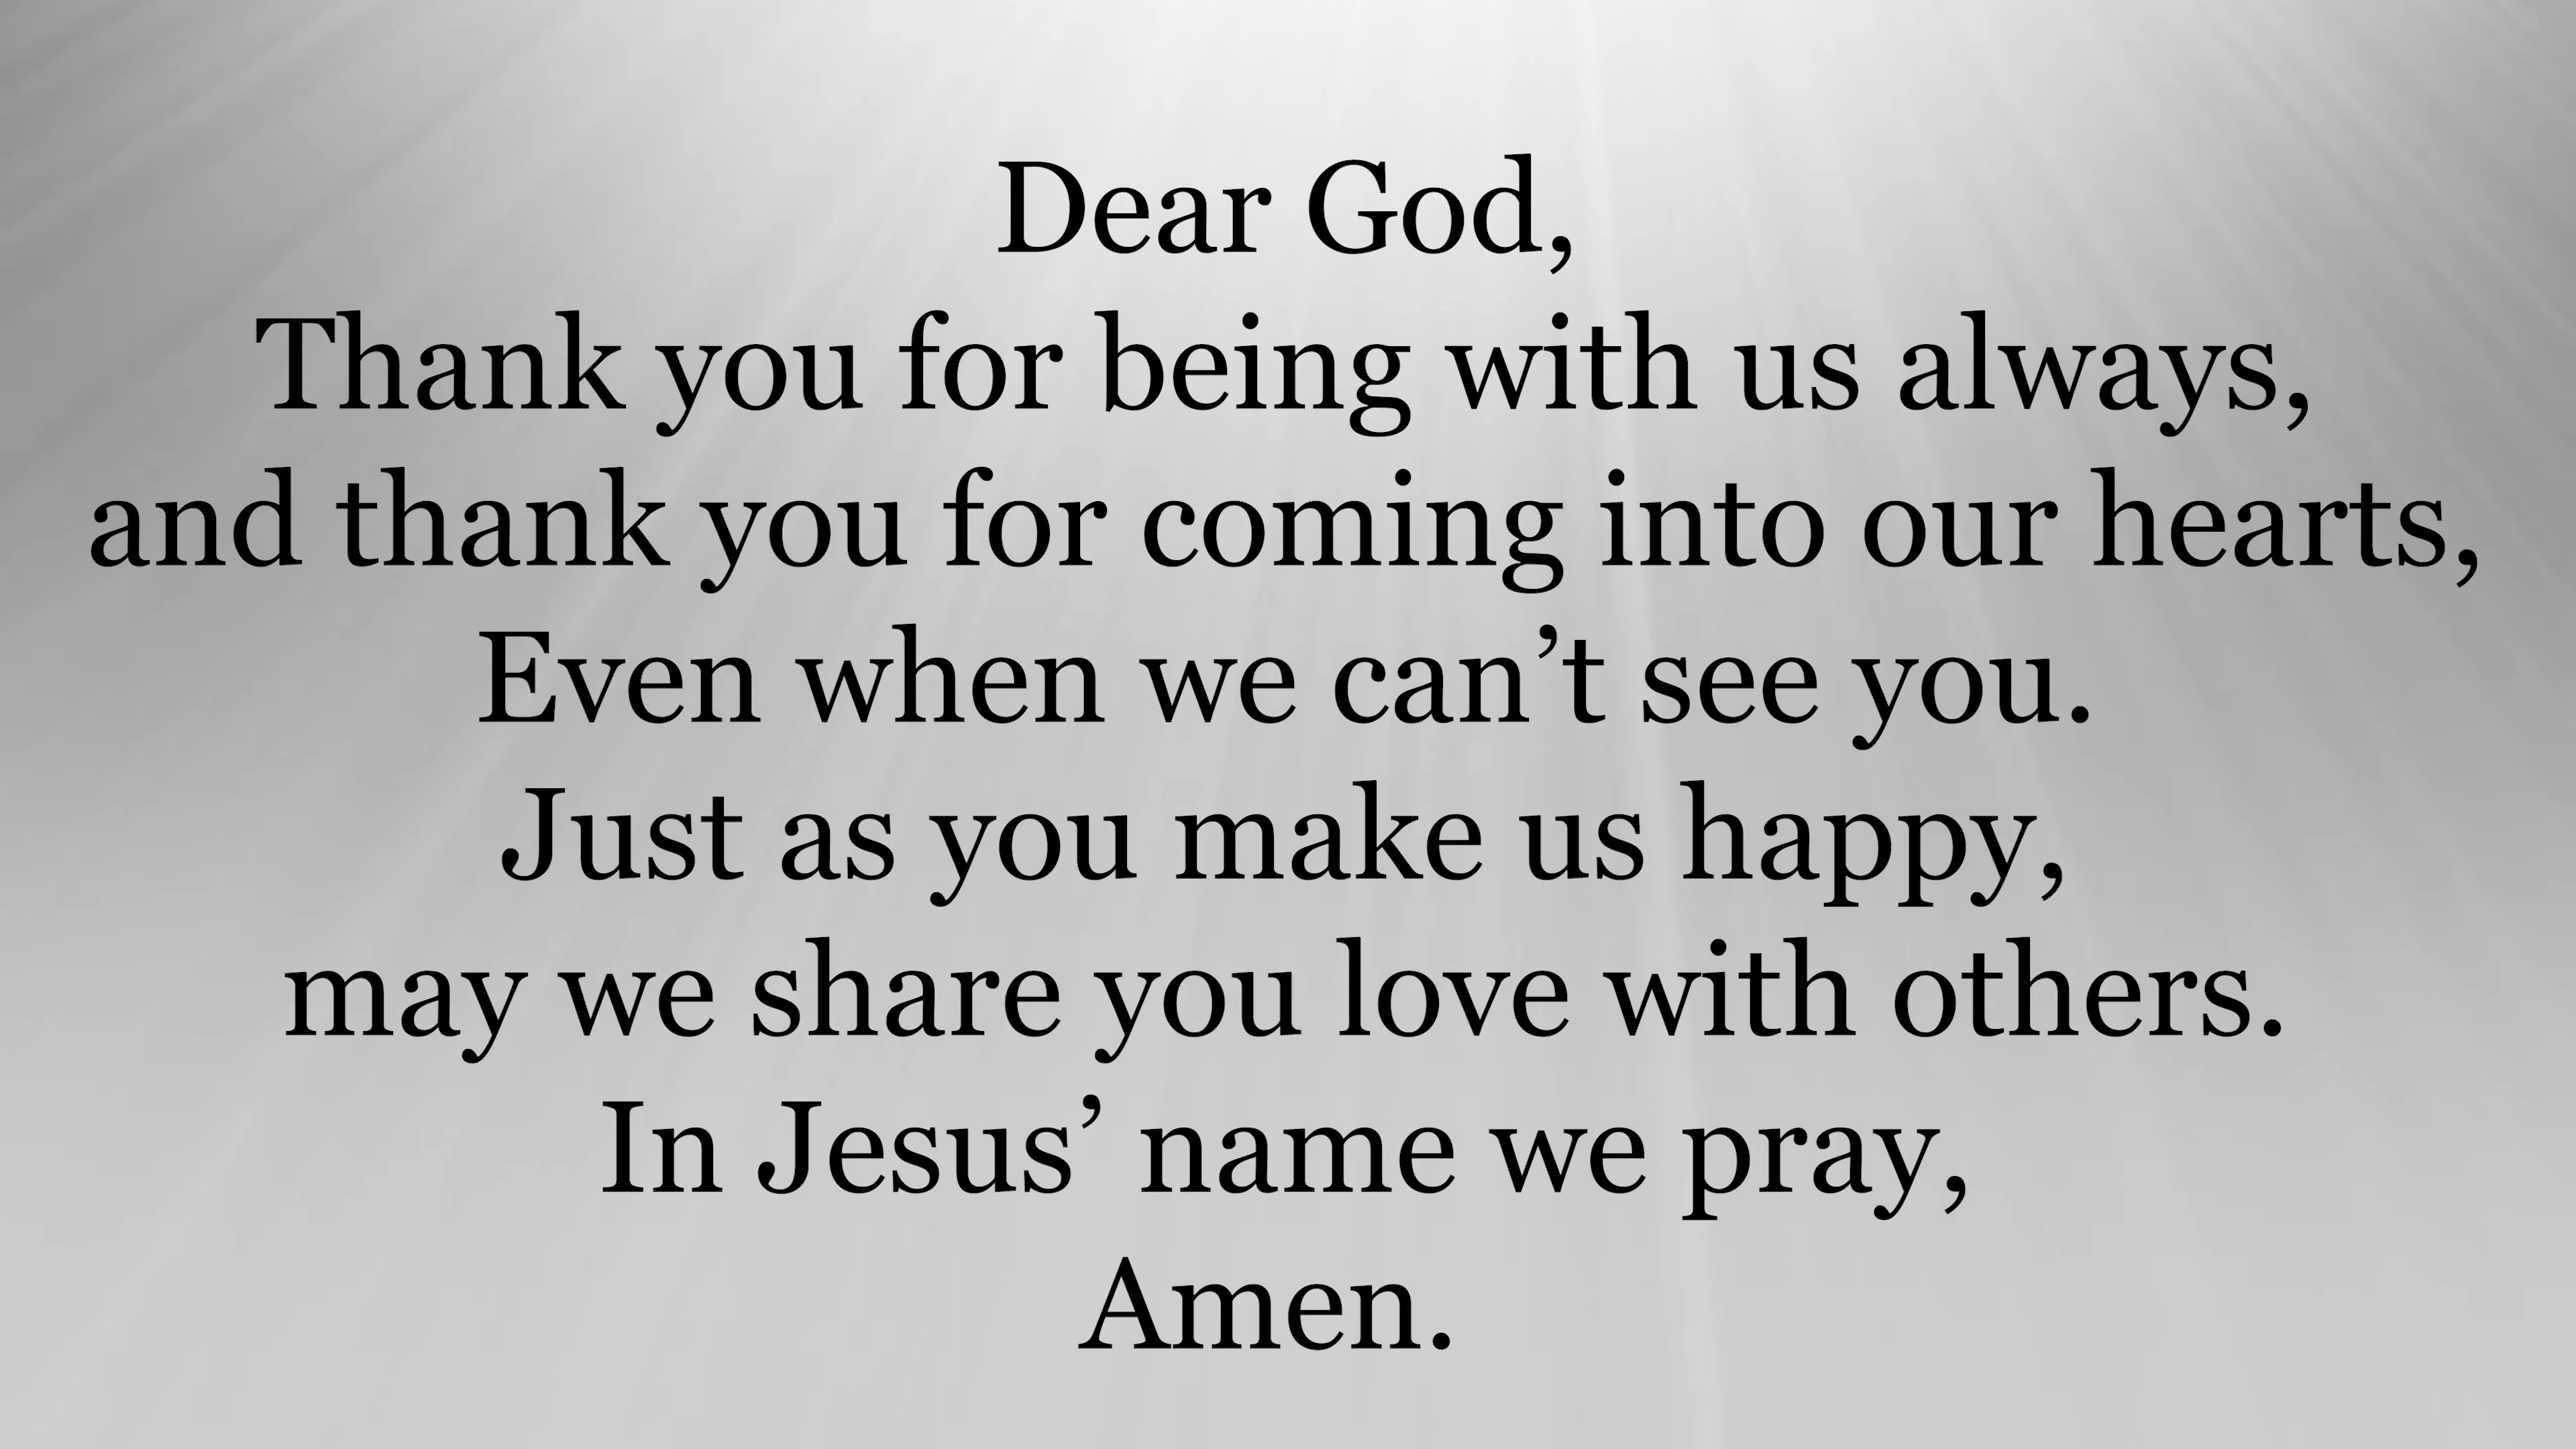 Dear God,
Thank you for being with us always,
and thank you for coming into our hearts,
Even when we can’t see you.
Just as you make us happy,
may we share you love with others.
In Jesus’ name we pray,
Amen.